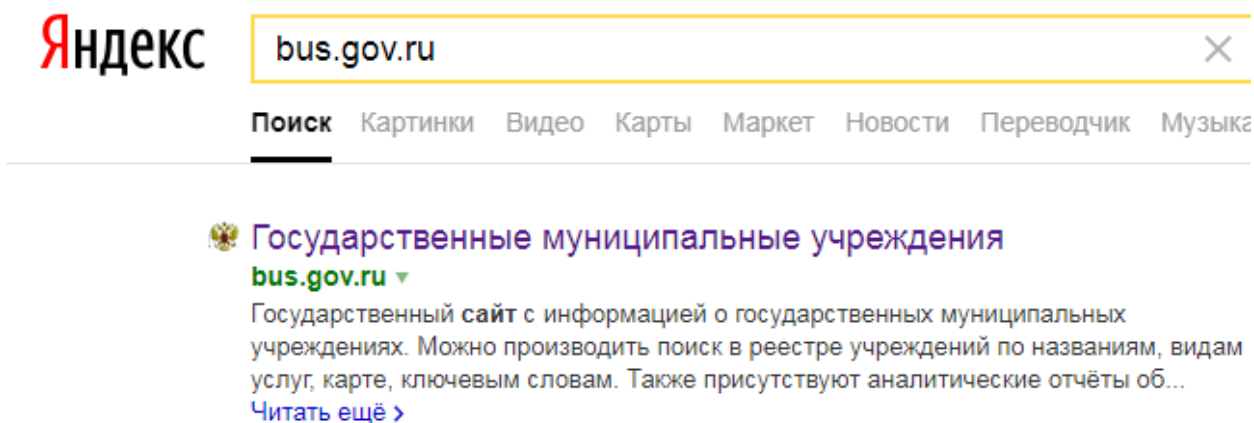 Яндекс
bus.gov.ru
Поиск Картинки Видео Карты Маркет Новости Переводчик Музыка
Государственные муниципальные учреждения
bus.gov.ru
Государственный сайт с информацией о государственных муниципальных
учреждениях. Можно производить поиск в реестре учреждений по названиям, видам
услуг, карте, ключевым словам. Также присутствуют аналитические отчёты об...
Читать ещё >